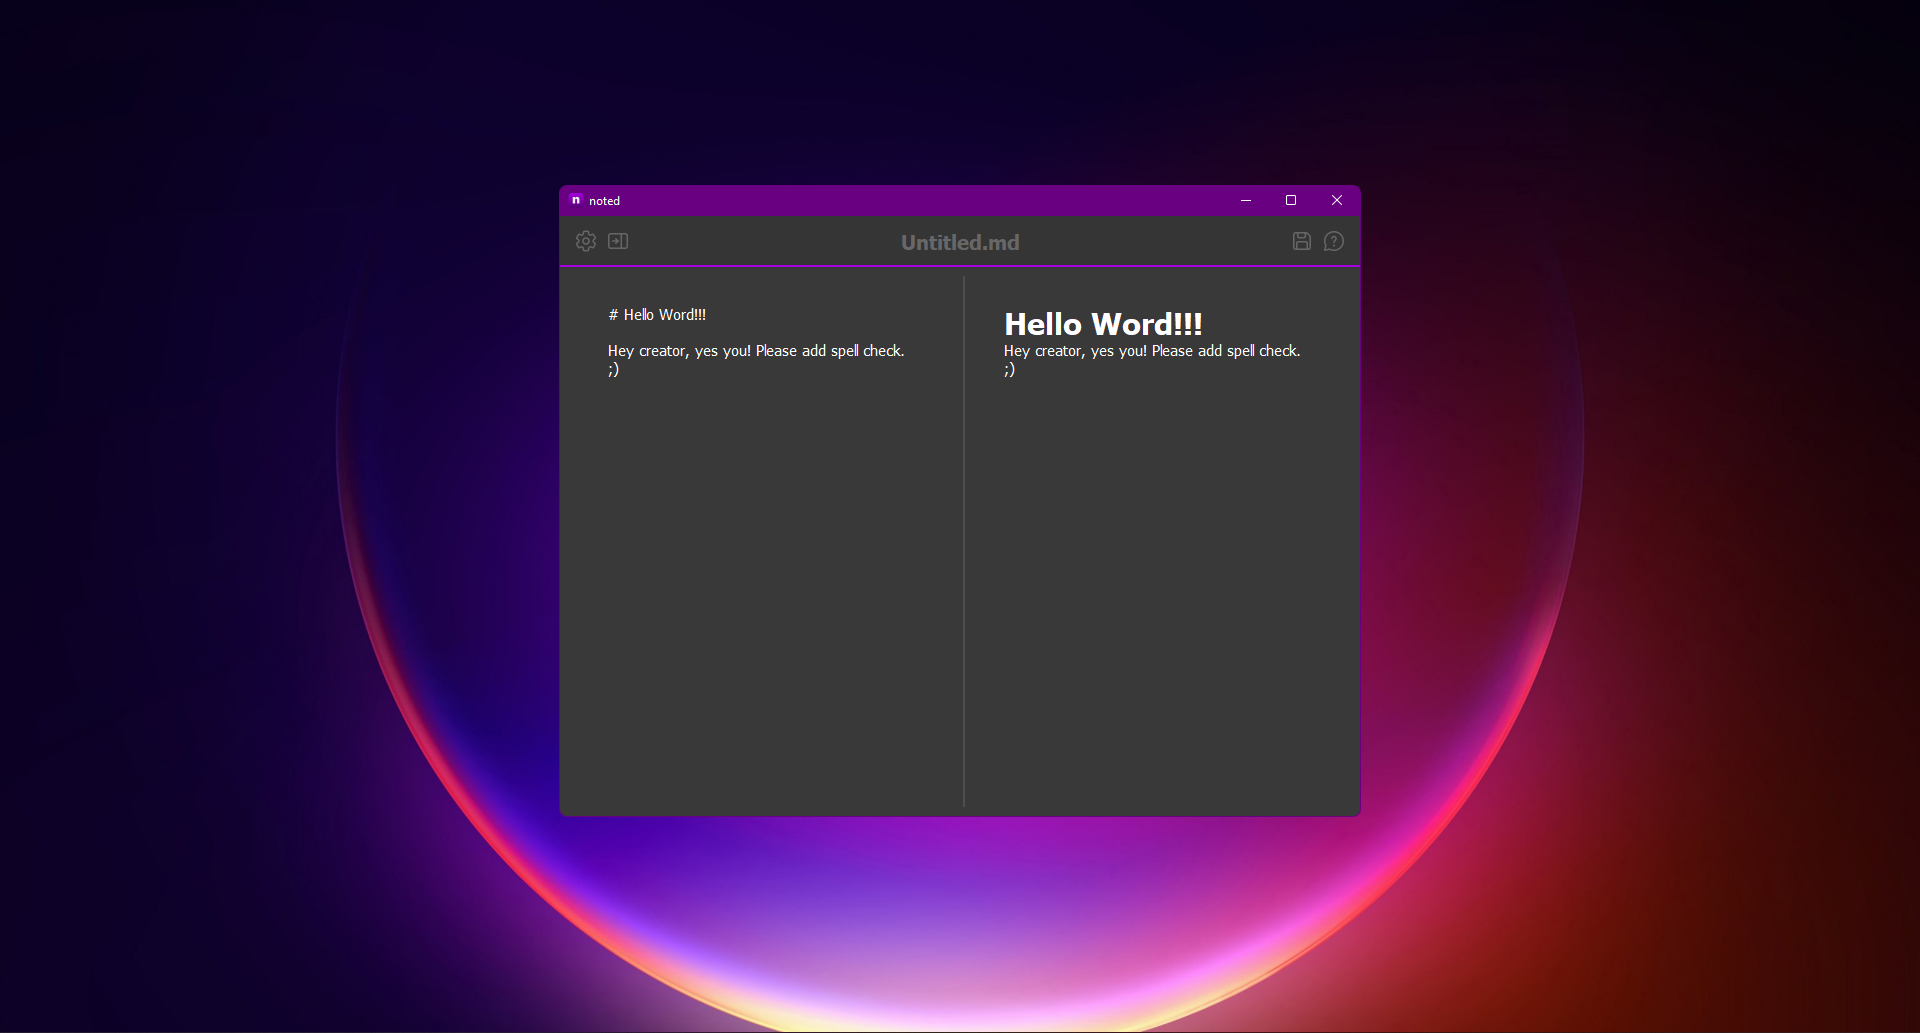 noted
Untitled.md
# Hello Word!!!
Hey creator, yes you! Please add spell check.
;)
Hello Word!!!
Hey creator, yes you! Please add spell check.
;)